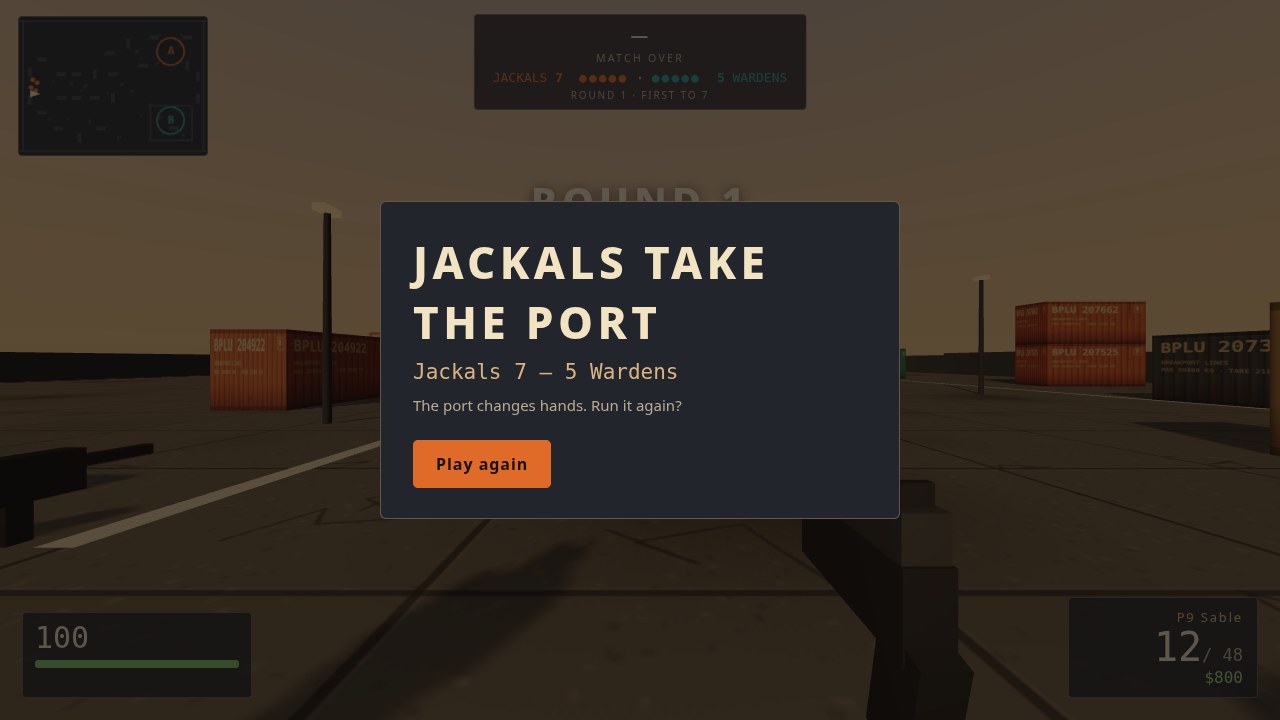 A
B
—
MATCH OVER
JACKALS 7 · 5 WARDENS
ROUND 1 · FIRST TO 7
ROUND 1
JACKALS TAKE
THE PORT
Jackals 7 — 5 Wardens
The port changes hands. Run it again?
Play again
BPLU 204922
BPLU 204922
BPLU 207662
BPLU 207525
BPLU 2073
100
P9 Sable
12 / 48
$800